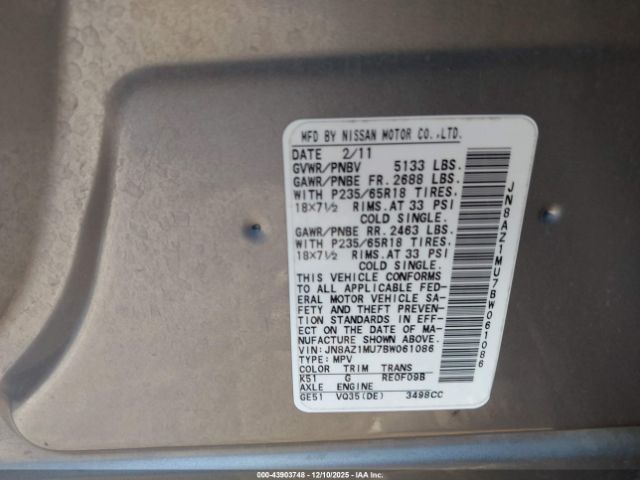 MFD BY NISSAN MOTOR CO.,LTD.
DATE 2/11
GVWR/PNBV 5133 LBS.
GAWR/PNBE FR. 2688 LBS.
WITH P235/65R18 TIRES.
18×7½ RIMS.AT 33 PSI
COLD SINGLE.
GAWR/PNBE RR. 2463 LBS.
WITH P235/65R18 TIRES.
18×7½ RIMS.AT 33 PSI
COLD SINGLE.
THIS VEHICLE CONFORMS
TO ALL APPLICABLE FED-
ERAL MOTOR VEHICLE SA-
FETY AND THEFT PREVEN-
TION STANDARDS IN EFF-
ECT ON THE DATE OF MA-
NUFACTURE SHOWN ABOVE.
VIN: JN8AZ1MU7BW061086
TYPE: MPV
COLOR TRIM TRANS
K51 G RE0F09B
AXLE ENGINE
GE51 VQ35(DE) 3498CC
JN8AZ1MU7BW061086
000-43903748 - 12/10/2025 - IAA Inc.